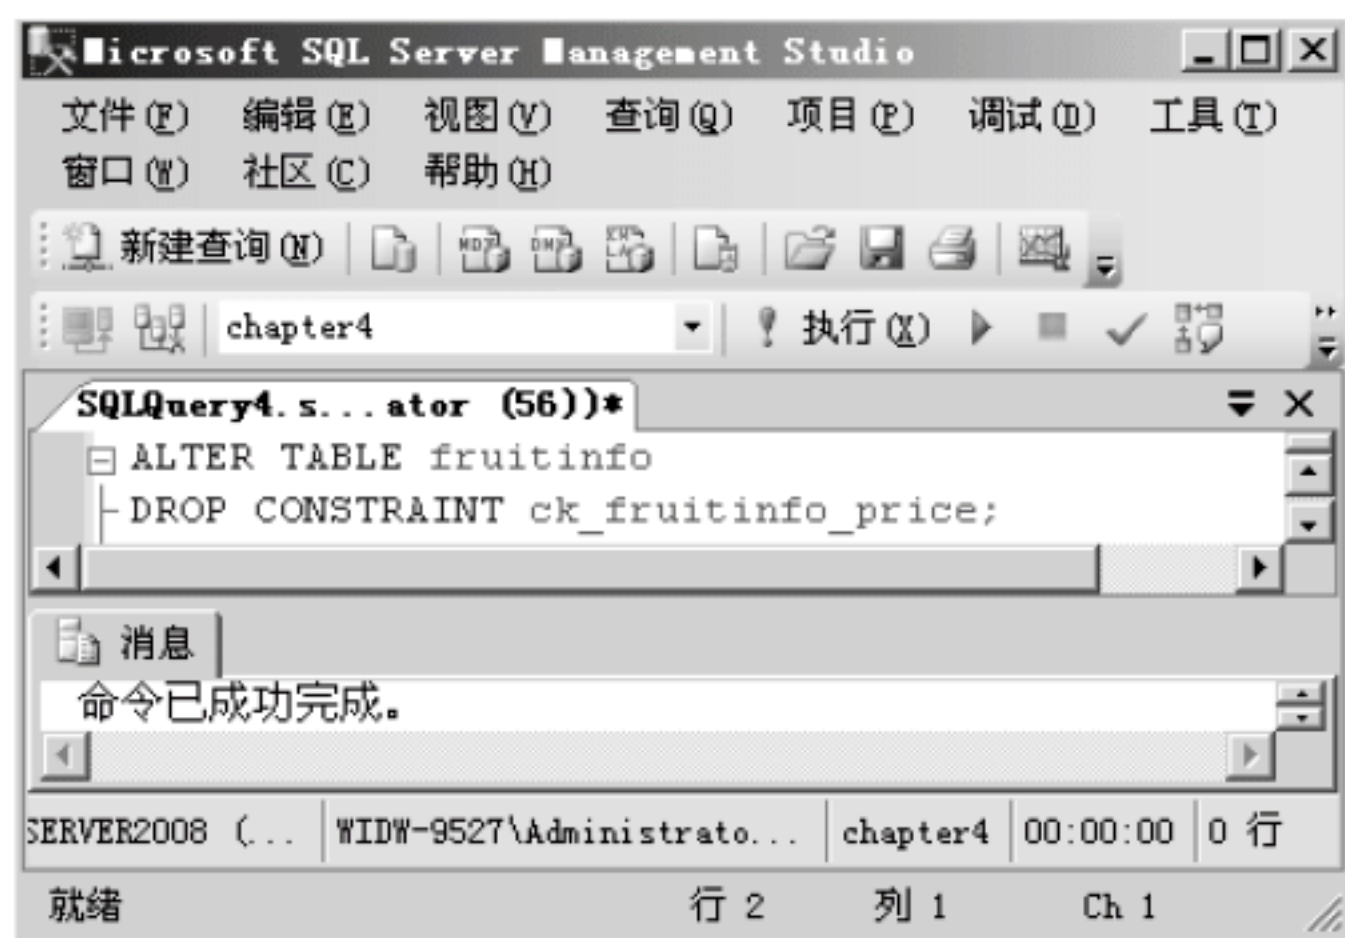 Microsoft SQL Server Management Studio
文件(F) 编辑(E) 视图(V) 查询(Q) 项目(P) 调试(D) 工具(T)
窗口(W) 社区(C) 帮助(H)
新建查询(N)
chapter4 执行(X)
SQLQuery4.s...ator (56))*
ALTER TABLE fruitinfo
DROP CONSTRAINT ck_fruitinfo_price;
消息
命令已成功完成。
SERVER2008 (... WIDW-9527\Administrato... chapter4 00:00:00 0 行
就绪 行 2 列 1 Ch 1